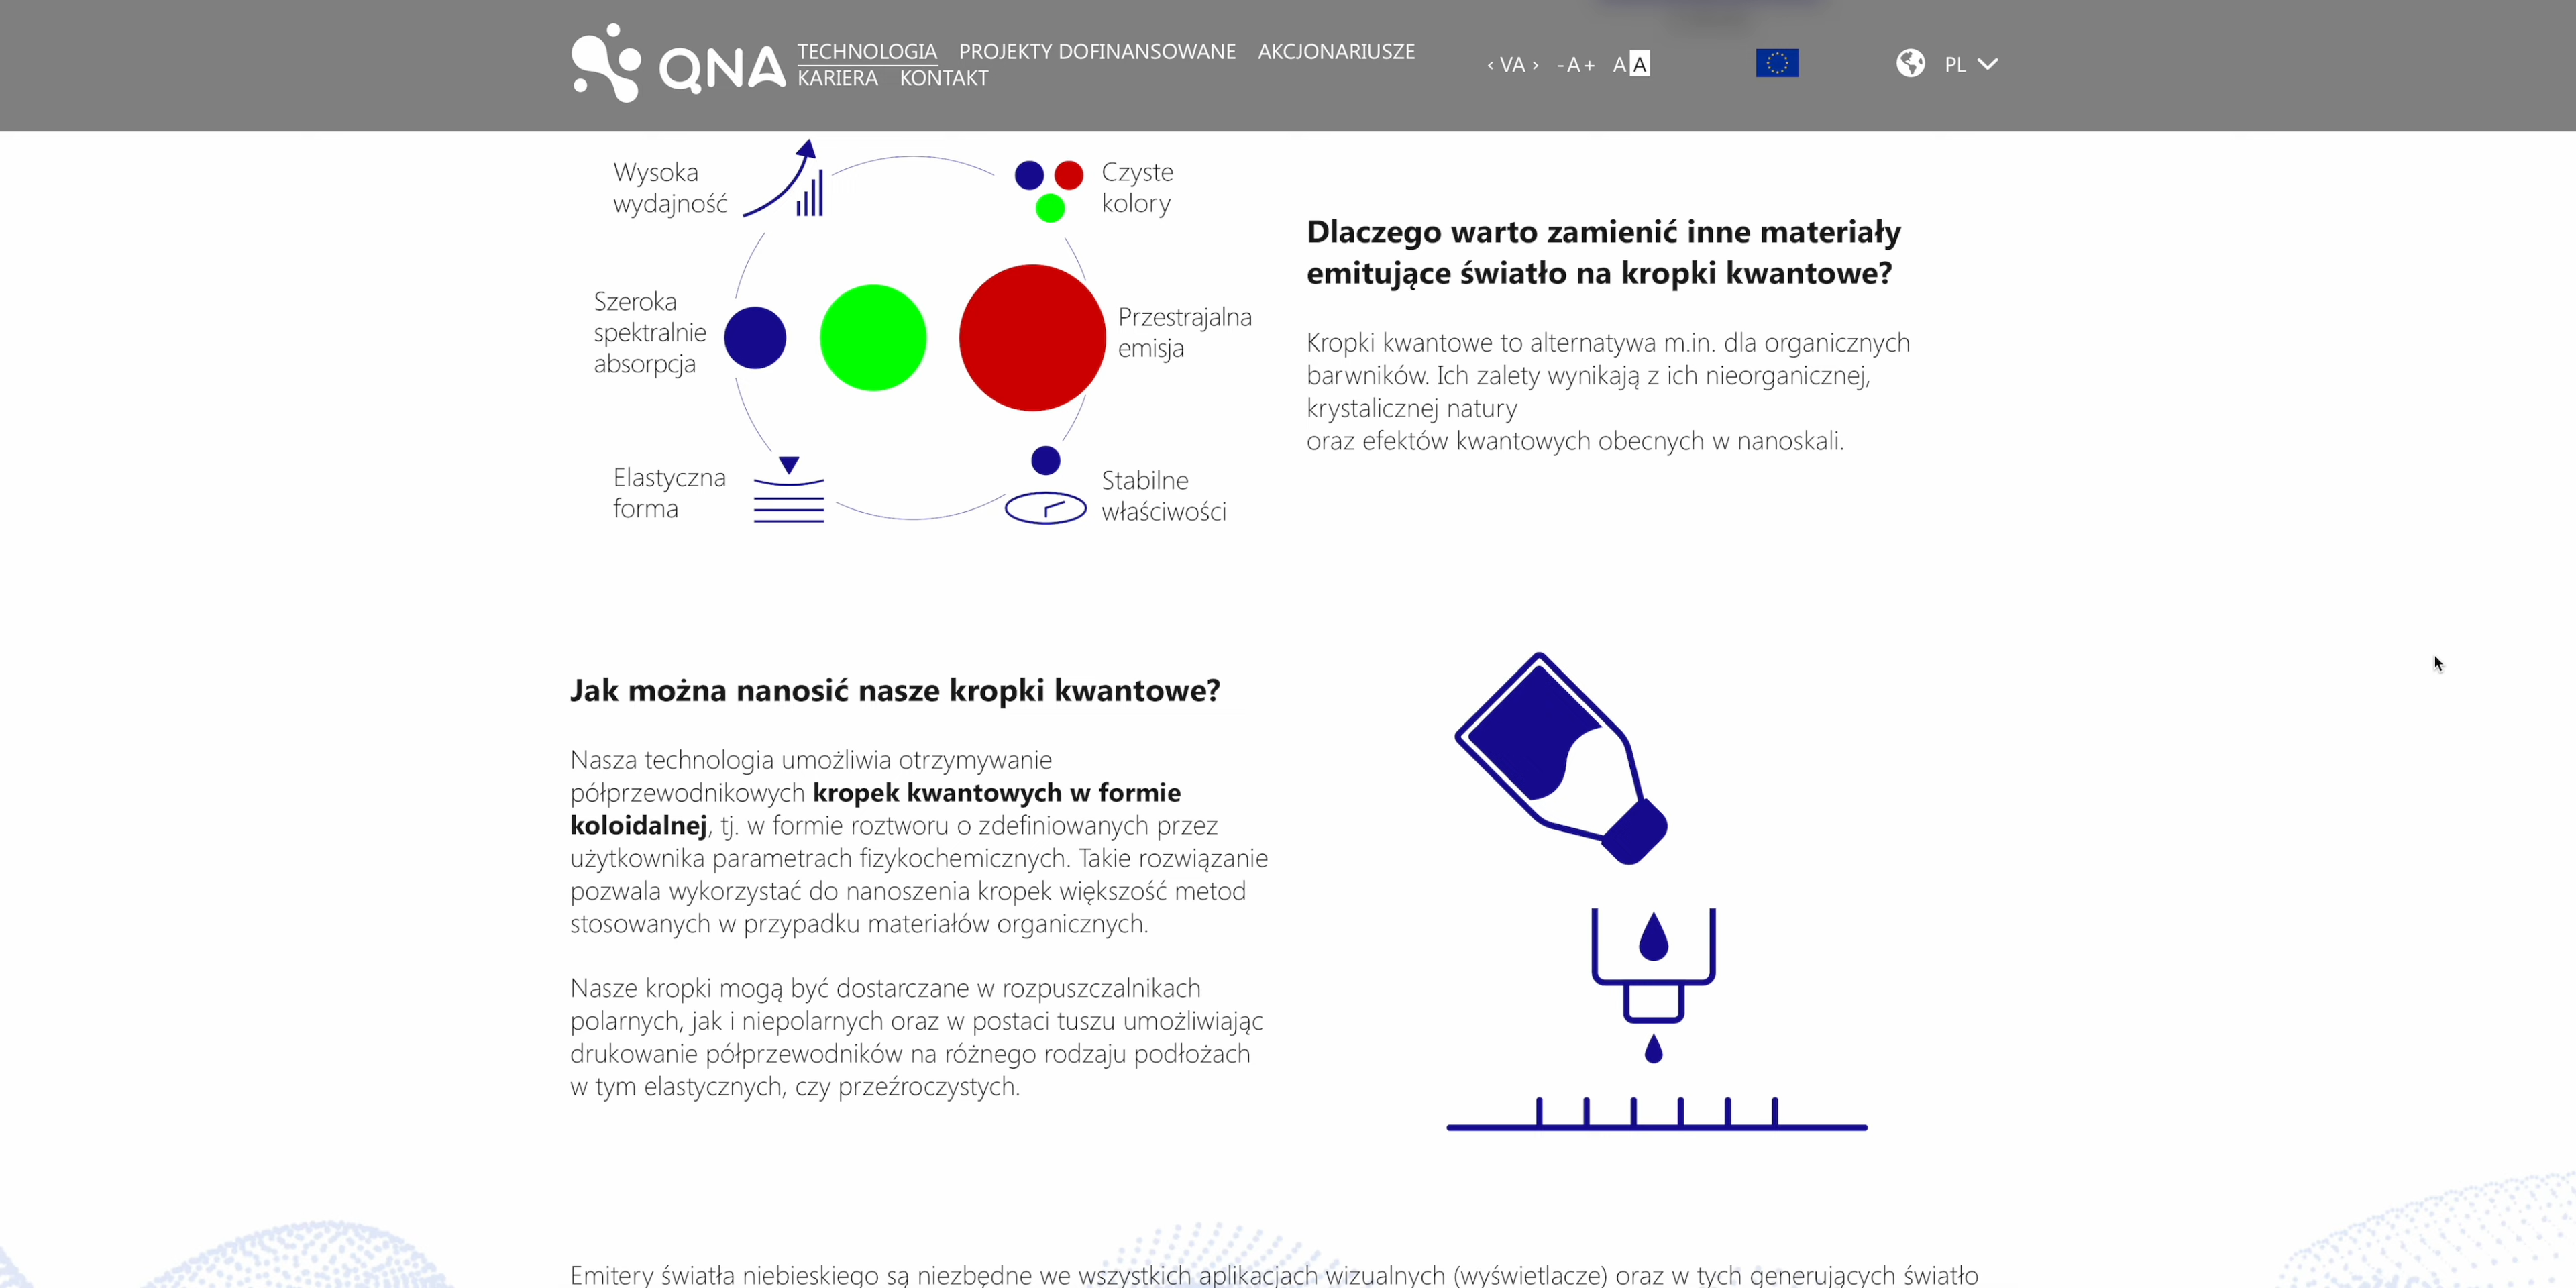 QNA
TECHNOLOGIA PROJEKTY DOFINANSOWANE AKCJONARIUSZE
KARIERA KONTAKT
‹ VA › - A + A A
PL
Wysoka
wydajność
Czyste
kolory
Szeroka
spektralnie
absorpcja
Przestrajalna
emisja
Elastyczna
forma
Stabilne
właściwości
Dlaczego warto zamienić inne materiały
emitujące światło na kropki kwantowe?
Kropki kwantowe to alternatywa m.in. dla organicznych
barwników. Ich zalety wynikają z ich nieorganicznej,
krystalicznej natury
oraz efektów kwantowych obecnych w nanoskali.
Jak można nanosić nasze kropki kwantowe?
Nasza technologia umożliwia otrzymywanie
półprzewodnikowych kropek kwantowych w formie
koloidalnej, tj. w formie roztworu o zdefiniowanych przez
użytkownika parametrach fizykochemicznych. Takie rozwiązanie
pozwala wykorzystać do nanoszenia kropek większość metod
stosowanych w przypadku materiałów organicznych.
Nasze kropki mogą być dostarczane w rozpuszczalnikach
polarnych, jak i niepolarnych oraz w postaci tuszu umożliwiając
drukowanie półprzewodników na różnego rodzaju podłożach
w tym elastycznych, czy przeźroczystych.
Emitery światła niebieskiego są niezbędne we wszystkich aplikacjach wizualnych (wyświetlacze) oraz w tych generujących światło